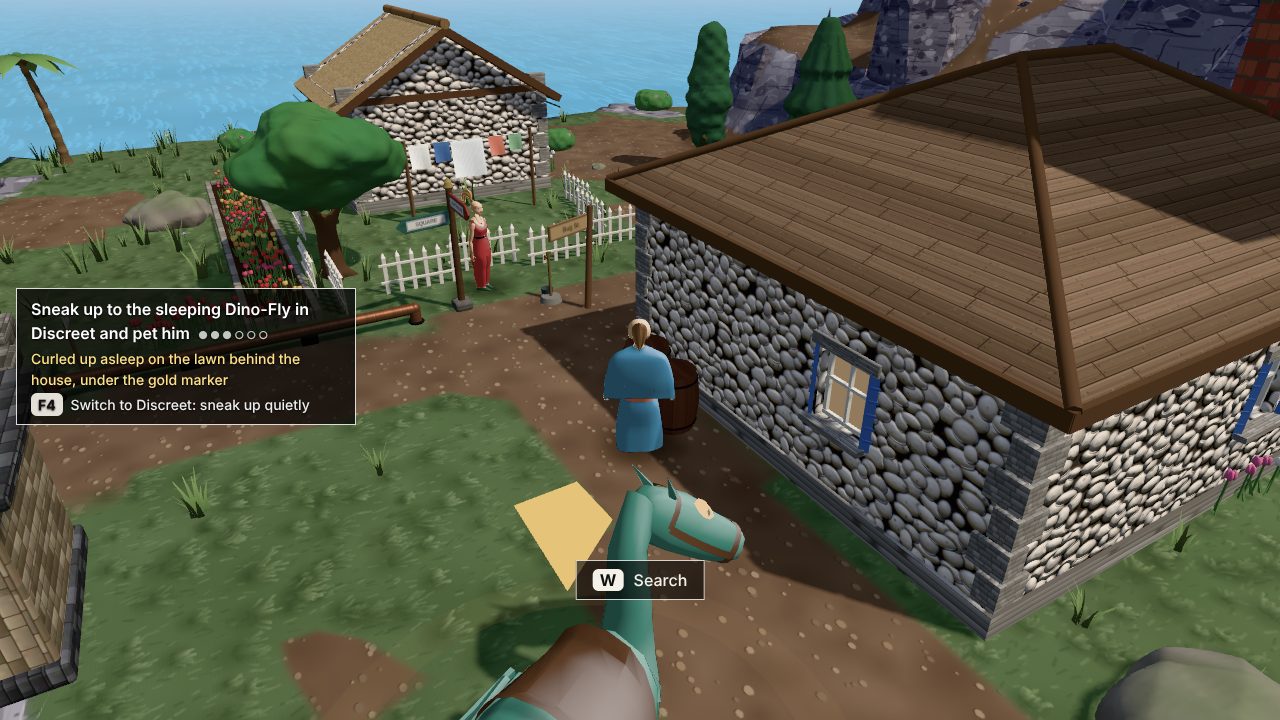 SQUARE
Sneak up to the sleeping Dino-Fly in
Discreet and pet him
Curled up asleep on the lawn behind the
house, under the gold marker
F4 Switch to Discreet: sneak up quietly
W Search